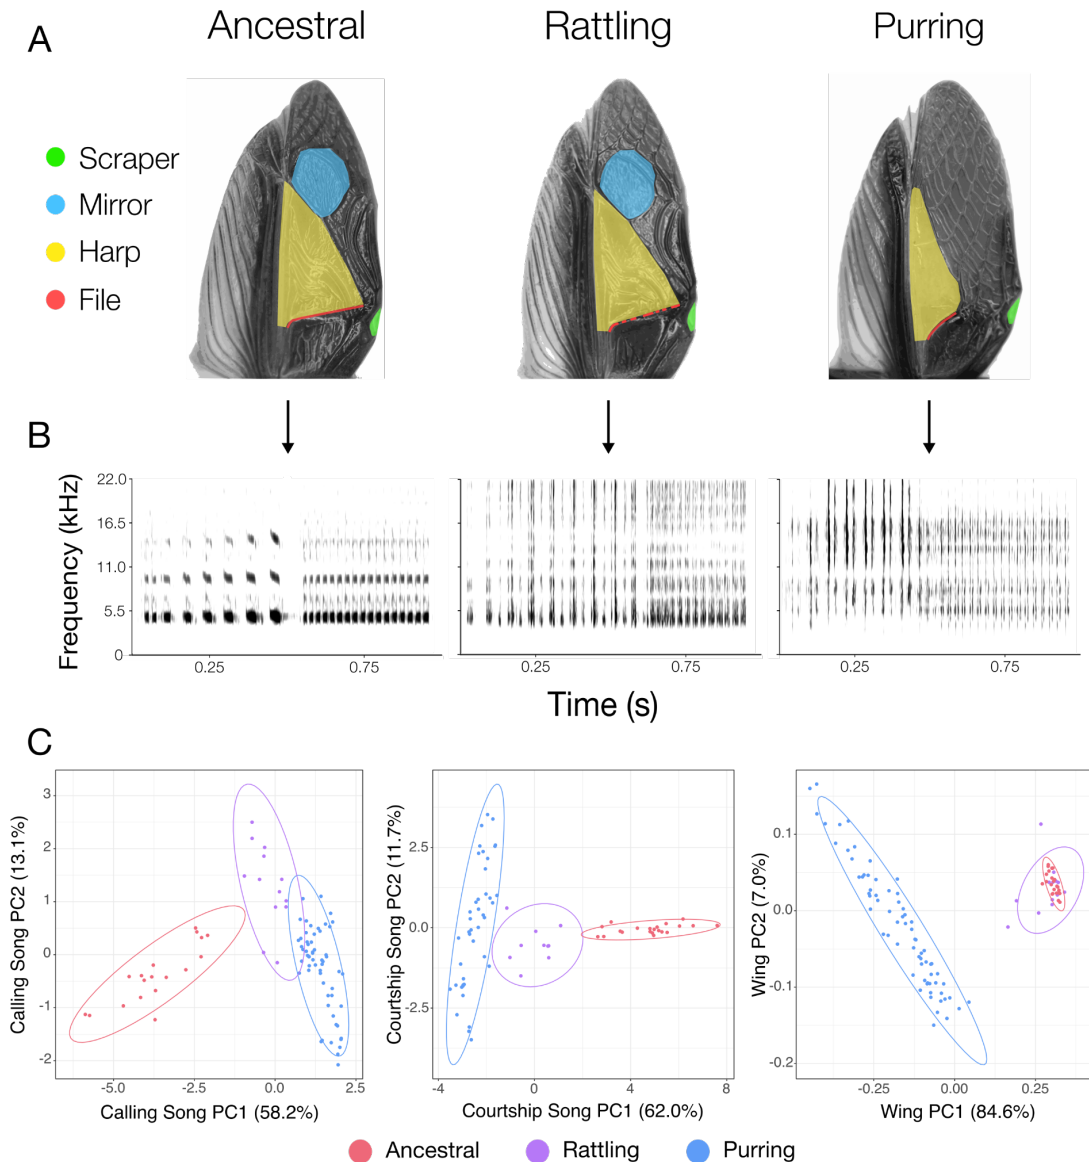 A
Ancestral
Rattling
Purring
Scraper
Mirror
Harp
File
B
Frequency (kHz)
22.0
16.5
11.0
5.5
0
0.25
0.75
0.25
0.75
0.25
0.75
Time (s)
C
Calling Song PC2 (13.1%)
3
2
1
0
-1
-2
-5.0
-2.5
0.0
2.5
Calling Song PC1 (58.2%)
Courtship Song PC2 (11.7%)
2.5
0.0
-2.5
-4
0
4
8
Courtship Song PC1 (62.0%)
Wing PC2 (7.0%)
0.1
0.0
-0.1
-0.2
-0.25
0.00
0.25
Wing PC1 (84.6%)
Ancestral
Rattling
Purring